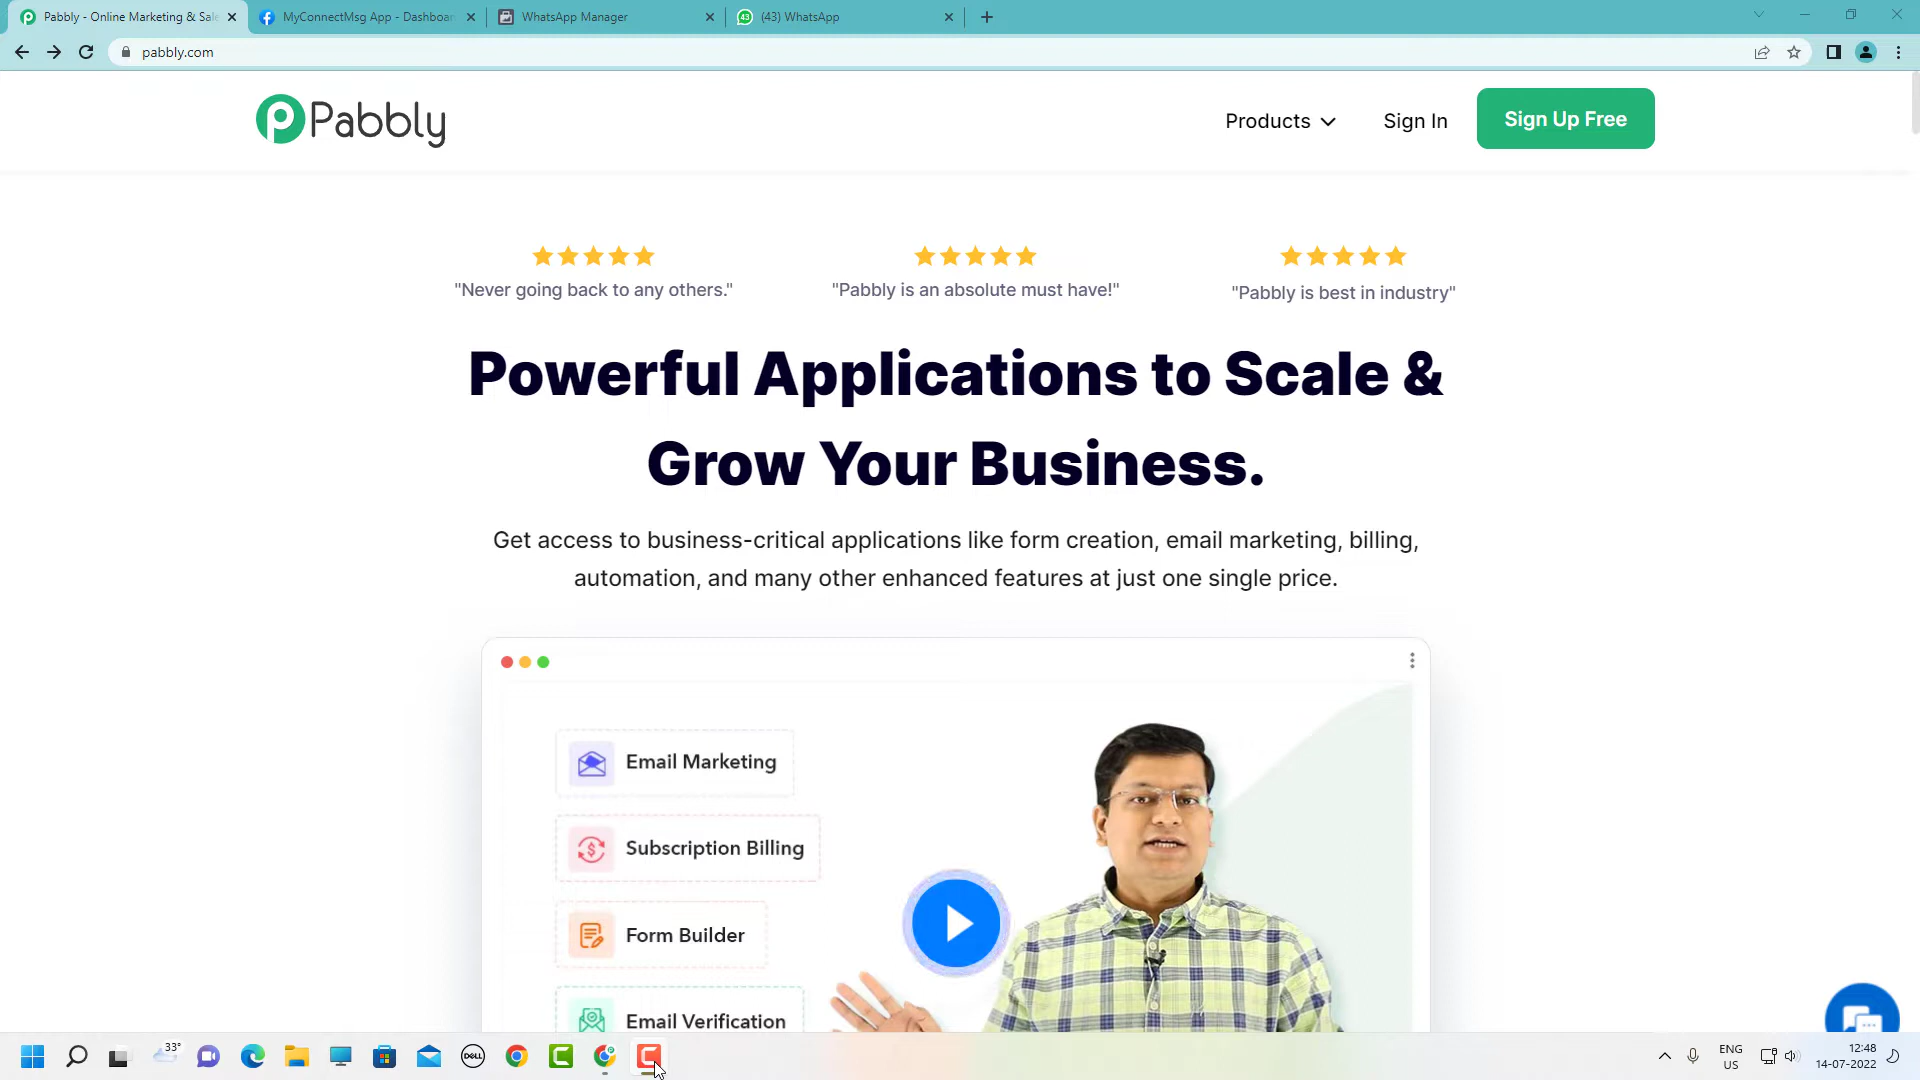 Pabbly - Online Marketing & Sale
MyConnectMsg App - Dashboar
WhatsApp Manager
43
(43) WhatsApp
pabbly.com
Pabbly
Products
Sign In
Sign Up Free
"Never going back to any others."
"Pabbly is an absolute must have!"
"Pabbly is best in industry"
Powerful Applications to Scale &
Grow Your Business.
Get access to business-critical applications like form creation, email marketing, billing,
automation, and many other enhanced features at just one single price.
Email Marketing
Subscription Billing
Form Builder
Email Verification
33°
DELL
ENG
US
12:48
14-07-2022